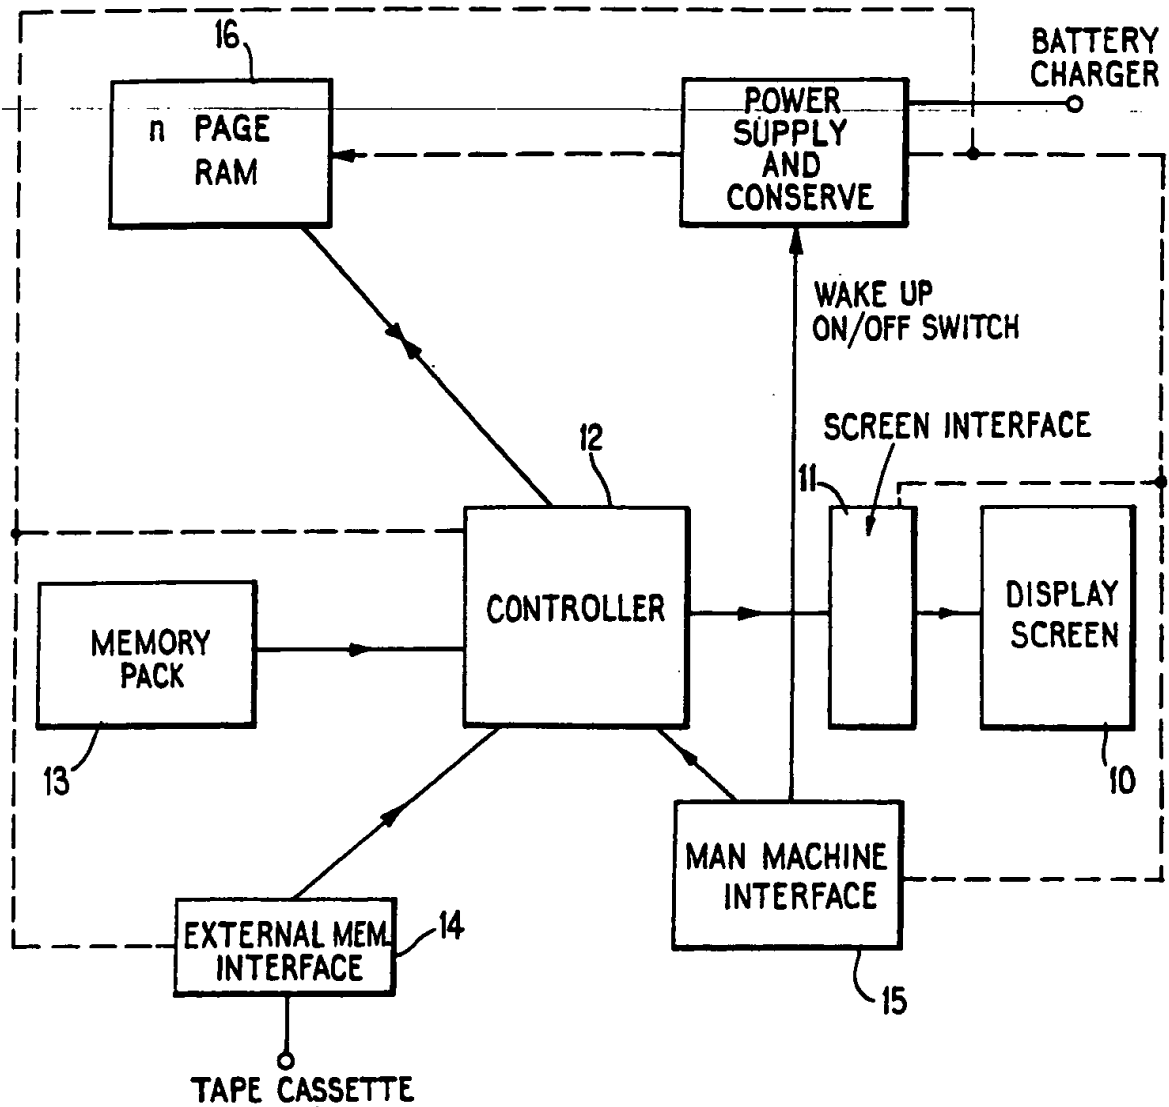 16
BATTERY
CHARGER
n PAGE
RAM
POWER
SUPPLY
AND
CONSERVE
WAKE UP
ON/OFF SWITCH
SCREEN INTERFACE
12
11
CONTROLLER
DISPLAY
SCREEN
MEMORY
PACK
13
10
MAN MACHINE
INTERFACE
EXTERNAL MEM.
INTERFACE
14
15
TAPE CASSETTE